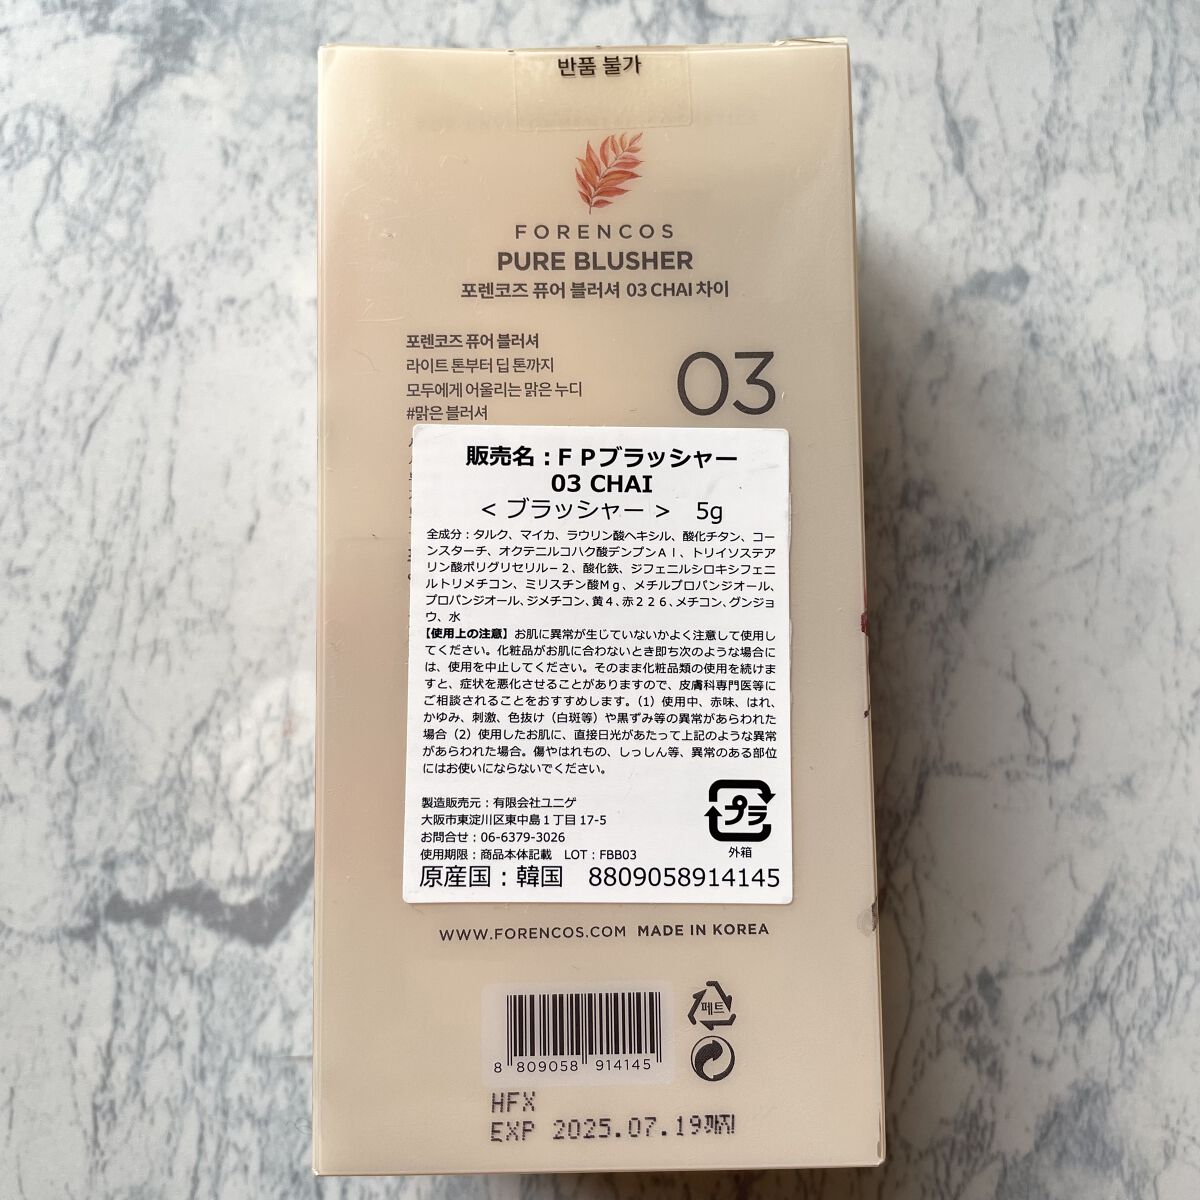 반품 불가
FORENCOS
PURE BLUSHER
포렌코즈 퓨어 블러셔 03 CHAI 차이
포렌코즈 퓨어 블러셔
라이트 톤부터 딥 톤까지
모두에게 어울리는 맑은 누디
#맑은 블러셔
03
販売名：ＦＰブラッシャー
03 CHAI
＜ ブラッシャー ＞ 5g
全成分：タルク、マイカ、ラウリン酸ヘキシル、酸化チタン、コー
ンスターチ、オクテニルコハク酸デンプンＡｌ、トリイソステア
リン酸ポリグリセリル－２、酸化鉄、ジフェニルシロキシフェニ
ルトリメチコン、ミリスチン酸Ｍｇ、メチルプロパンジオール、
プロパンジオール、ジメチコン、黄４、赤２２６、メチコン、グンジョ
ウ、水
【使用上の注意】お肌に異常が生じていないかよく注意して使用し
てください。化粧品がお肌に合わないとき即ち次のような場合に
は、使用を中止してください。そのまま化粧品類の使用を続けま
すと、症状を悪化させることがありますので、皮膚科専門医等に
ご相談されることをおすすめします。（1）使用中、赤味、はれ、
かゆみ、刺激、色抜け（白斑等）や黒ずみ等の異常があらわれた
場合（2）使用したお肌に、直接日光があたって上記のような異常
があらわれた場合。傷やはれもの、しっしん等、異常のある部位
にはお使いにならないでください。
製造販売元：有限会社ユニゲ
大阪市東淀川区東中島１丁目17-5
お問合せ：06-6379-3026
使用期限：商品本体記載 LOT：FBB03
プラ
外箱
原産国：韓国 8809058914145
WWW.FORENCOS.COM MADE IN KOREA
페트
8 809058 914145
HFX
EXP 2025.07.19까지